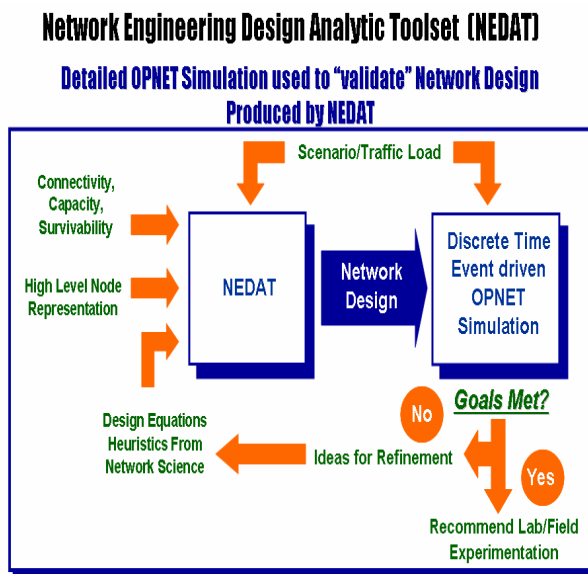 Network Engineering Design Analytic Toolset (NEDAT)
Detailed OPNET Simulation used to “validate” Network Design
Produced by NEDAT
Scenario/Traffic Load
Connectivity,
Capacity,
Survivability
High Level Node
Representation
NEDAT
Network
Design
Discrete Time
Event driven
OPNET
Simulation
Goals Met?
No
Yes
Design Equations
Heuristics From
Network Science
Ideas for Refinement
Recommend Lab/Field
Experimentation